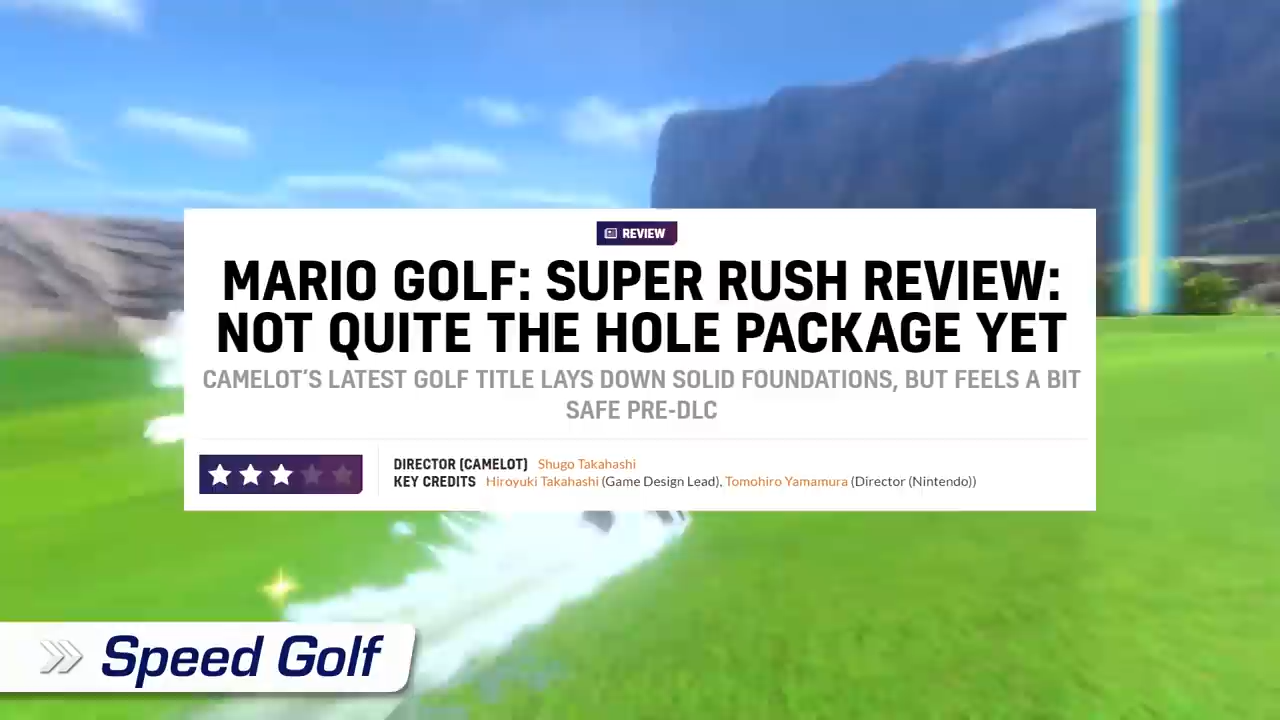 REVIEW
MARIO GOLF: SUPER RUSH REVIEW:
NOT QUITE THE HOLE PACKAGE YET
CAMELOT'S LATEST GOLF TITLE LAYS DOWN SOLID FOUNDATIONS, BUT FEELS A BIT
SAFE PRE-DLC
DIRECTOR (CAMELOT) Shugo Takahashi
KEY CREDITS Hiroyuki Takahashi (Game Design Lead), Tomohiro Yamamura (Director (Nintendo))
Speed Golf